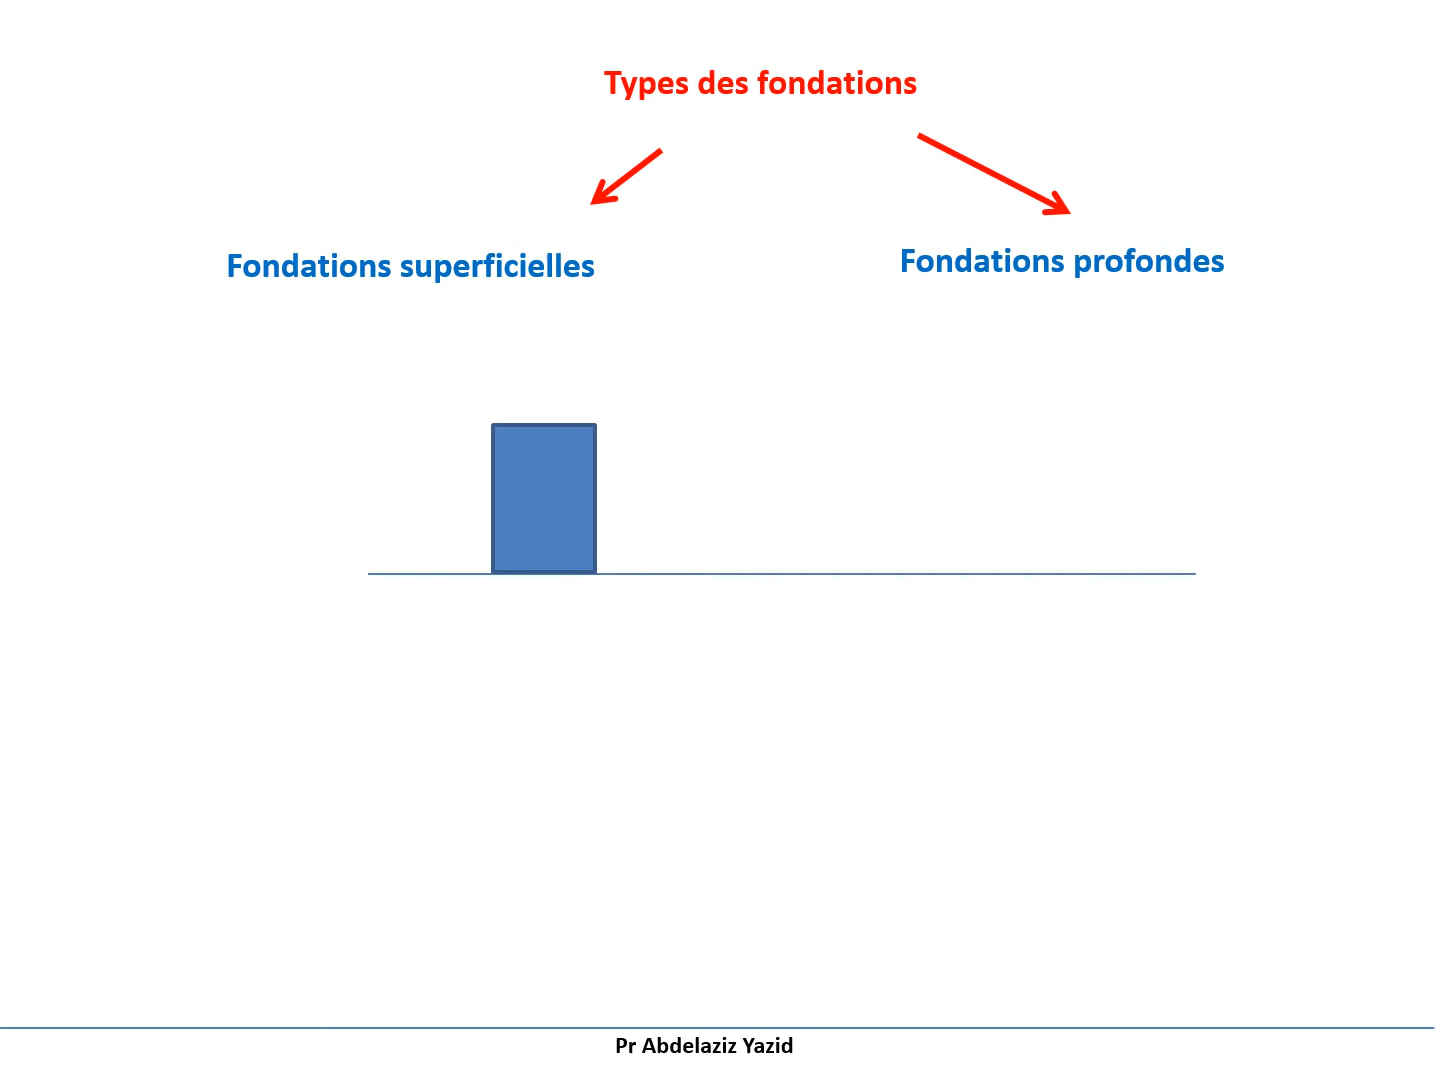 Types des fondations
Fondations superficielles
Fondations profondes
Pr Abdelaziz Yazid